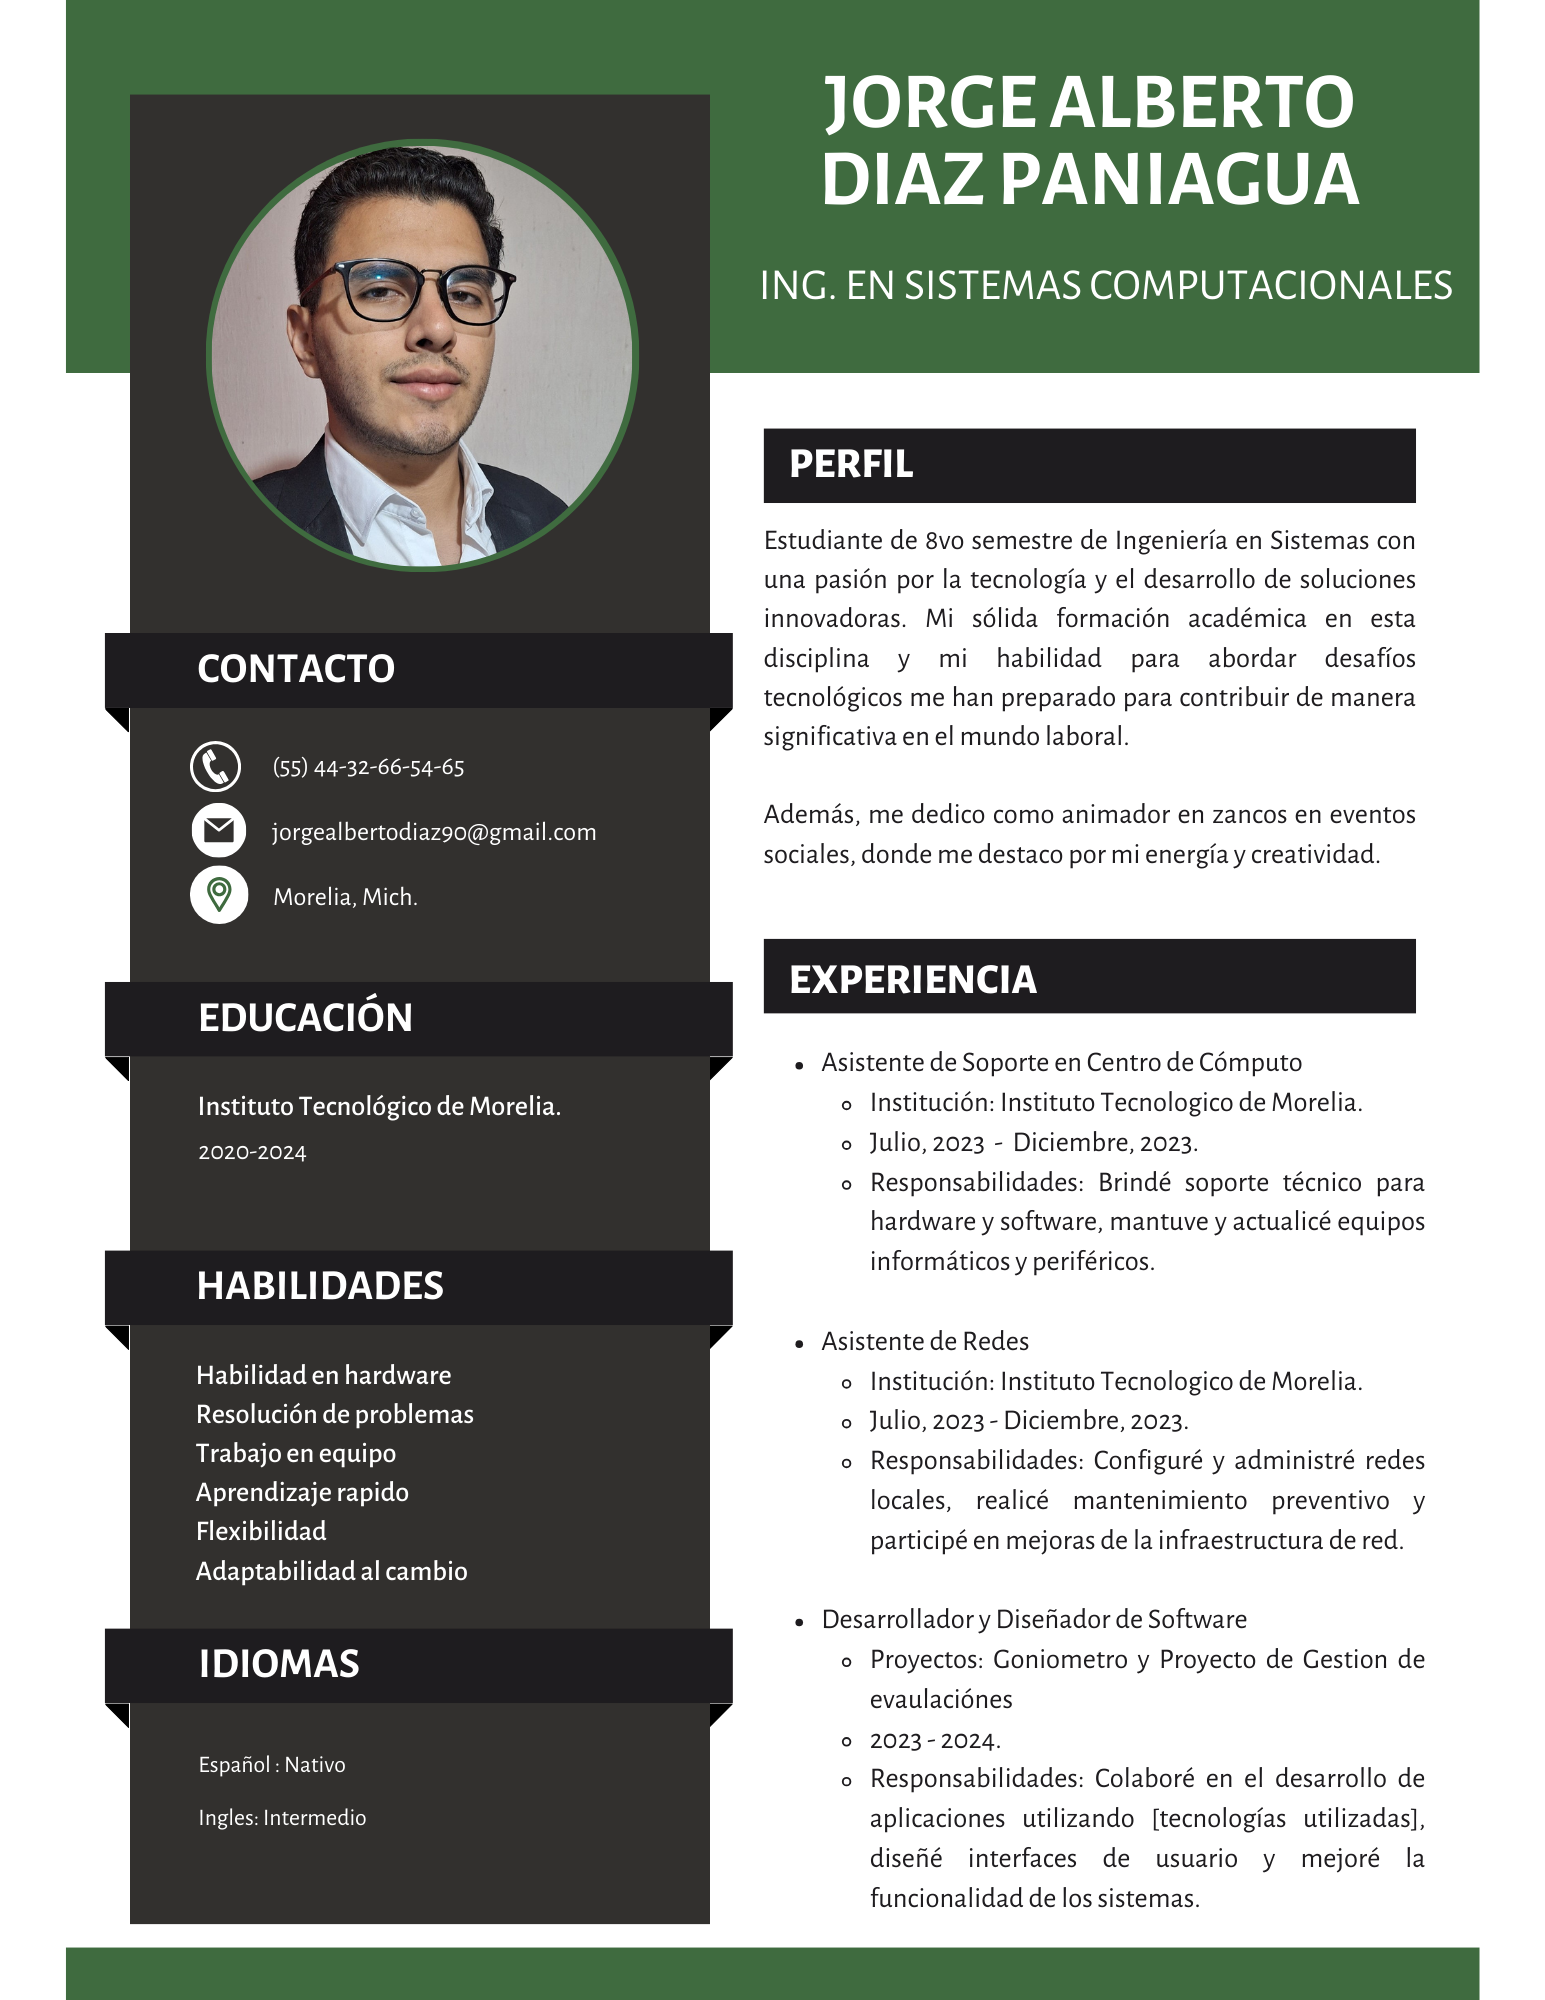 JORGE ALBERTO
DIAZ PANIAGUA
ING. EN SISTEMAS COMPUTACIONALES
CONTACTO
(55) 44-32-66-54-65
jorgealbertodiaz90@gmail.com
Morelia, Mich.
EDUCACIÓN
Instituto Tecnológico de Morelia.
2020-2024
HABILIDADES
Habilidad en hardware
Resolución de problemas
Trabajo en equipo
Aprendizaje rapido
Flexibilidad
Adaptabilidad al cambio
IDIOMAS
Español : Nativo
Ingles: Intermedio
PERFIL
Estudiante de 8vo semestre de Ingeniería en Sistemas con
una pasión por la tecnología y el desarrollo de soluciones
innovadoras. Mi sólida formación académica en esta
disciplina y mi habilidad para abordar desafíos
tecnológicos me han preparado para contribuir de manera
significativa en el mundo laboral.
Además, me dedico como animador en zancos en eventos
sociales, donde me destaco por mi energía y creatividad.
EXPERIENCIA
• Asistente de Soporte en Centro de Cómputo
◦ Institución: Instituto Tecnologico de Morelia.
◦ Julio, 2023 - Diciembre, 2023.
◦ Responsabilidades: Brindé soporte técnico para
hardware y software, mantuve y actualicé equipos
informáticos y periféricos.
• Asistente de Redes
◦ Institución: Instituto Tecnologico de Morelia.
◦ Julio, 2023 - Diciembre, 2023.
◦ Responsabilidades: Configuré y administré redes
locales, realicé mantenimiento preventivo y
participé en mejoras de la infraestructura de red.
• Desarrollador y Diseñador de Software
◦ Proyectos: Goniometro y Proyecto de Gestion de
evaulaciónes
◦ 2023 - 2024.
◦ Responsabilidades: Colaboré en el desarrollo de
aplicaciones utilizando [tecnologías utilizadas],
diseñé interfaces de usuario y mejoré la
funcionalidad de los sistemas.